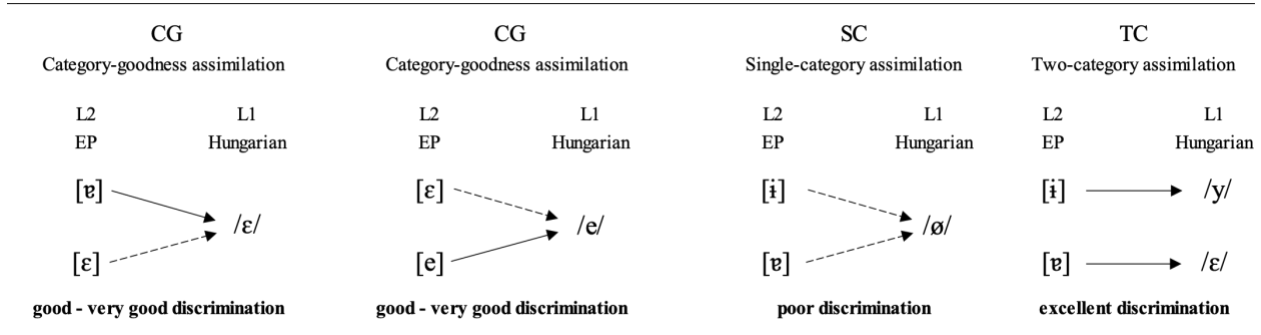 CG CG SC TC
Category-goodness assimilation Category-goodness assimilation Single-category assimilation Two-category assimilation
L2 L1 L2 L1 L2 L1 L2 L1
EP Hungarian EP Hungarian EP Hungarian EP Hungarian
[ɐ] [ɛ] [ɨ] [ɨ] /y/
/ɛ/ /e/ /ø/
[ɛ] [e] [ɐ] [ɐ] /ɛ/
good - very good discrimination good - very good discrimination poor discrimination excellent discrimination